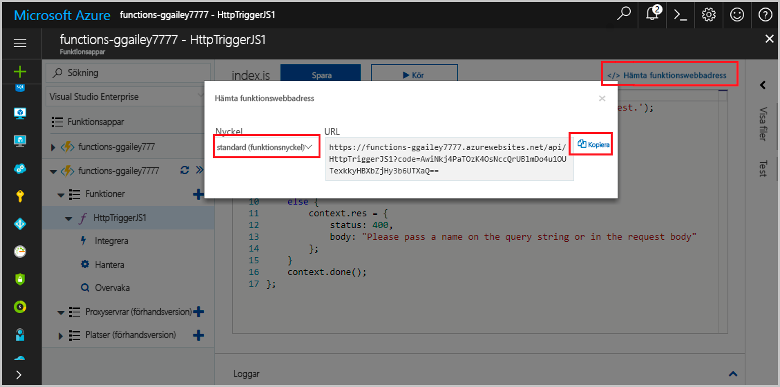 Microsoft Azure
functions-ggailey7777 - HttpTriggerJS1
2
functions-ggailey7777 - HttpTriggerJS1
Funktionsappar
Sökning
Visual Studio Enterprise
Funktionsappar
functions-ggailey777
functions-ggailey7777
Funktioner
HttpTriggerJS1
Integrera
Hantera
Overvaka
Proxyservrar (förhandsversion)
Platser (förhandsversion)
index.js
Spara
Kör
</> Hämta funktionswebbadress
Hämta funktionswebbadress
Nyckel
URL
standard (funktionsnyckel)
https://functions-ggailey7777.azurewebsites.net/api/
HttpTriggerJS1?code=AwiNkj4PaTOzK4OsNccQrUBlmDo4u1OU
TexkkyHBXbZjHy3b6UTXaQ==
Kopiera
est.');
10 else {
11 context.res = {
12 status: 400,
13 body: "Please pass a name on the query string or in the request body"
14 };
15 }
16 context.done();
17 };
Loggar
Visa filer
Test